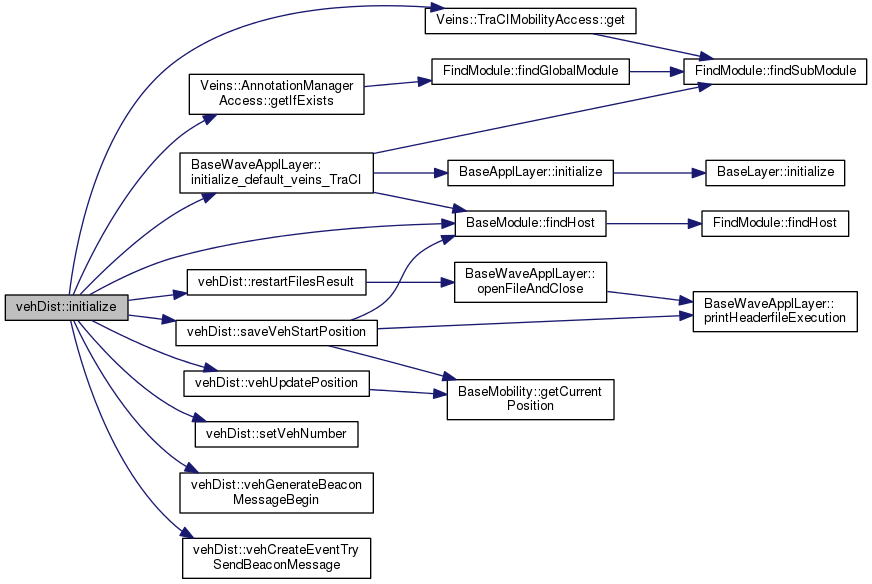 Veins::TraCIMobilityAccess::get
FindModule::findGlobalModule
FindModule::findSubModule
Veins::AnnotationManager
Access::getIfExists
BaseWaveApplLayer::
initialize_default_veins_TraCI
BaseApplLayer::initialize
BaseLayer::initialize
BaseModule::findHost
FindModule::findHost
vehDist::restartFilesResult
BaseWaveApplLayer::
openFileAndClose
vehDist::initialize
BaseWaveApplLayer::
printHeaderfileExecution
vehDist::saveVehStartPosition
vehDist::vehUpdatePosition
BaseMobility::getCurrent
Position
vehDist::setVehNumber
vehDist::vehGenerateBeacon
MessageBegin
vehDist::vehCreateEventTry
SendBeaconMessage